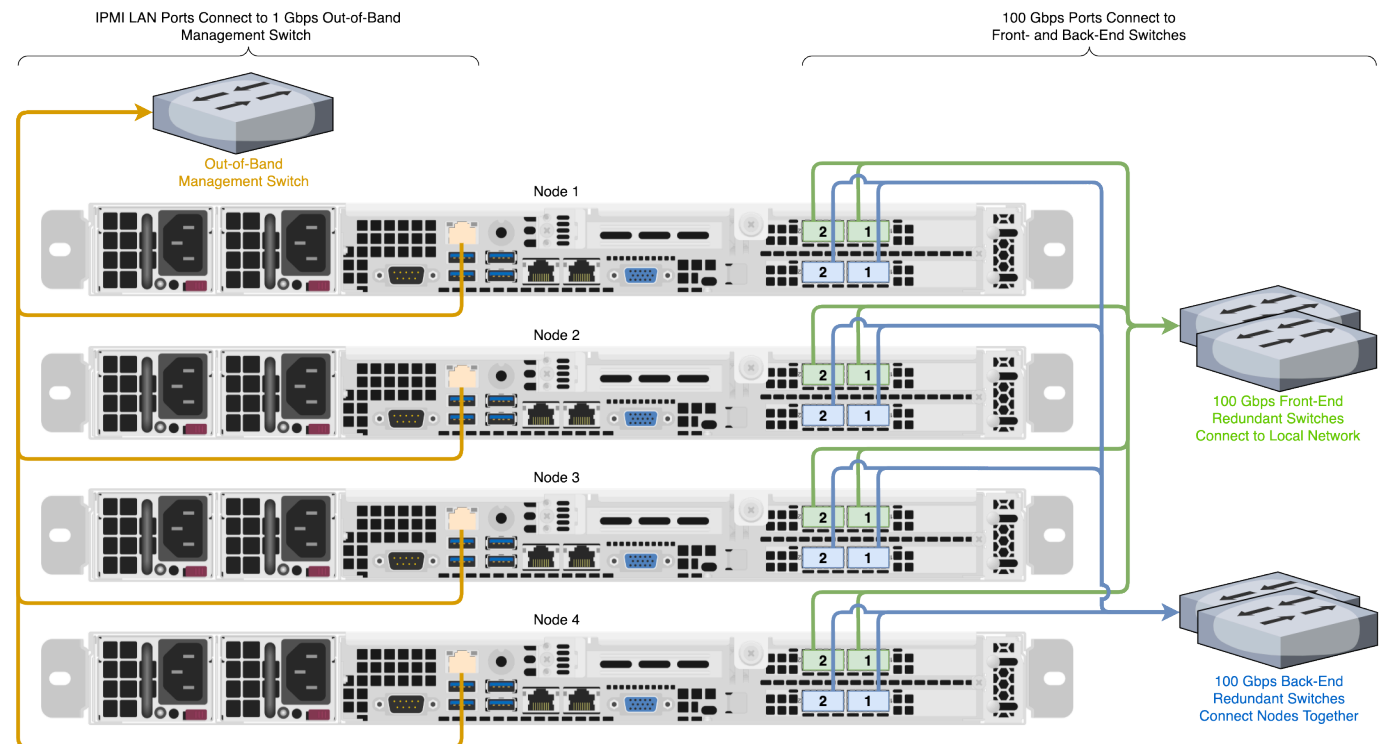 IPMI LAN Ports Connect to 1 Gbps Out-of-Band
Management Switch
100 Gbps Ports Connect to
Front- and Back-End Switches
Out-of-Band
Management Switch
Node 1
2 1
2 1
Node 2
2 1
2 1
100 Gbps Front-End
Redundant Switches
Connect to Local Network
Node 3
2 1
2 1
Node 4
2 1
2 1
100 Gbps Back-End
Redundant Switches
Connect Nodes Together